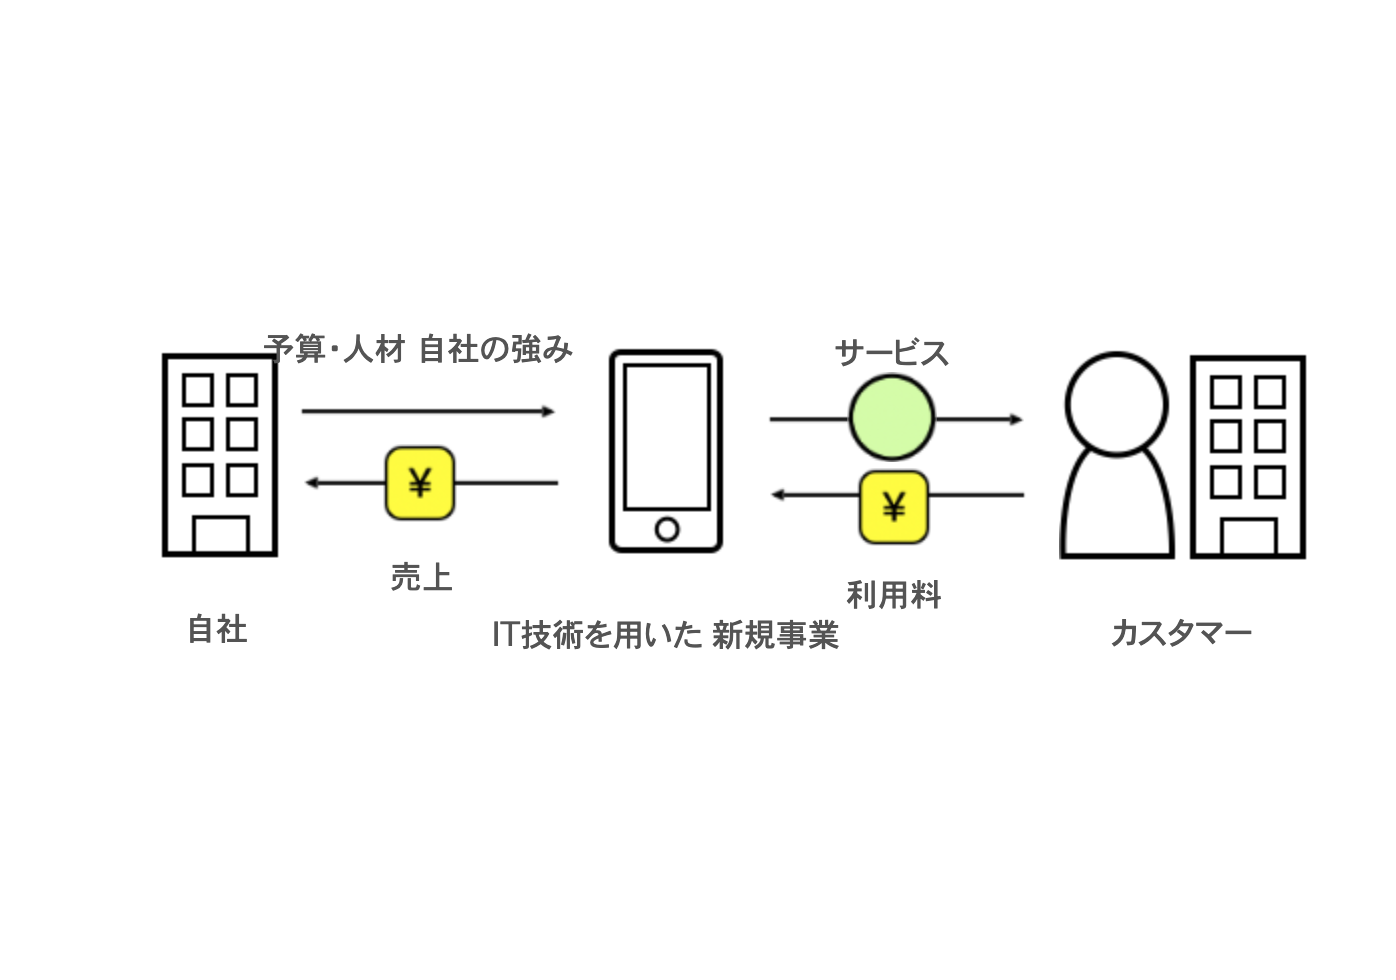 予算・人材 自社の強み
サービス
¥
¥
売上
利用料
自社
IT技術を用いた 新規事業
カスタマー